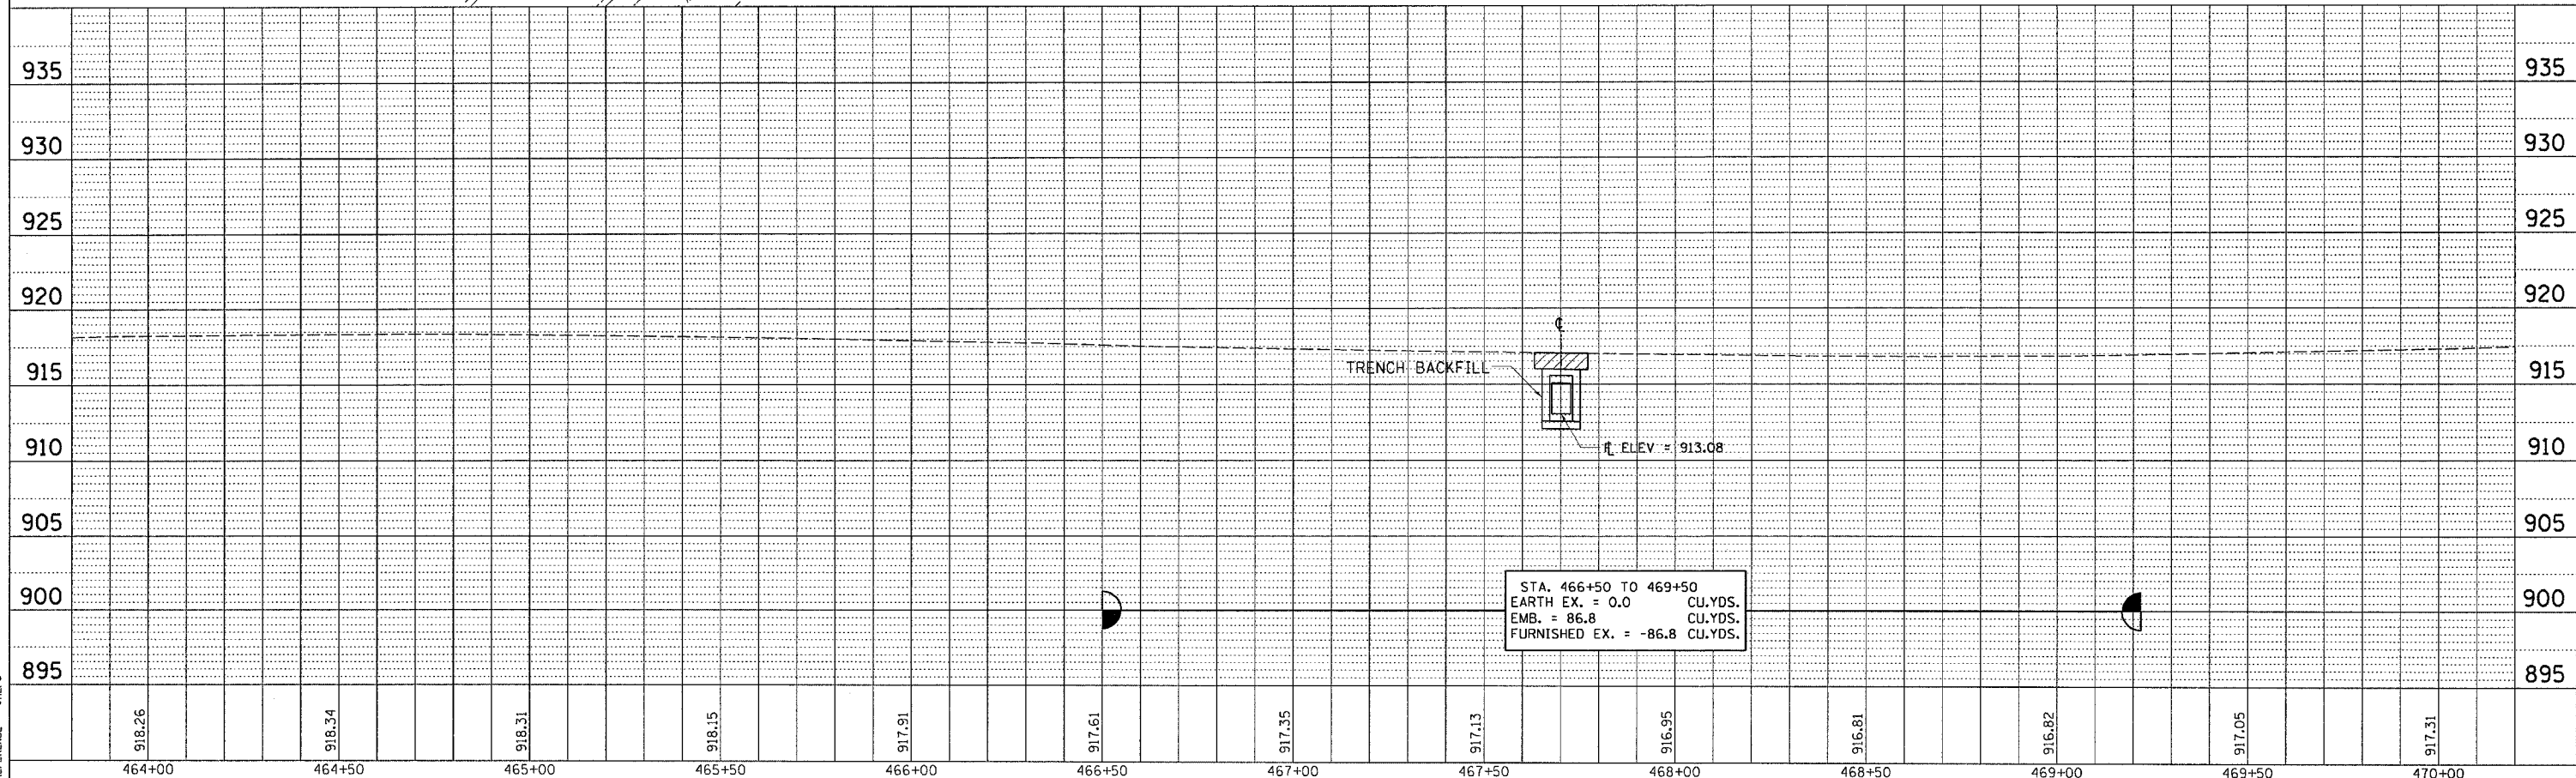 935 935
930 930
925 925
920 920
915 915
TRENCH BACKFILL
910 910
ELEV = 913.08
905 905
STA. 466+50 TO 469+50
EARTH EX. = 0.0 CU.YDS.
EMB. = 86.8 CU.YDS.
FURNISHED EX. = -86.8 CU.YDS.
900 900
895 895
918.26 918.34 918.31 918.15 917.91 917.61 917.35 917.13 916.95 916.81 916.82 917.05 917.31
464+00 464+50 465+00 465+50 466+00 466+50 467+00 467+50 468+00 468+50 469+00 469+50 470+00